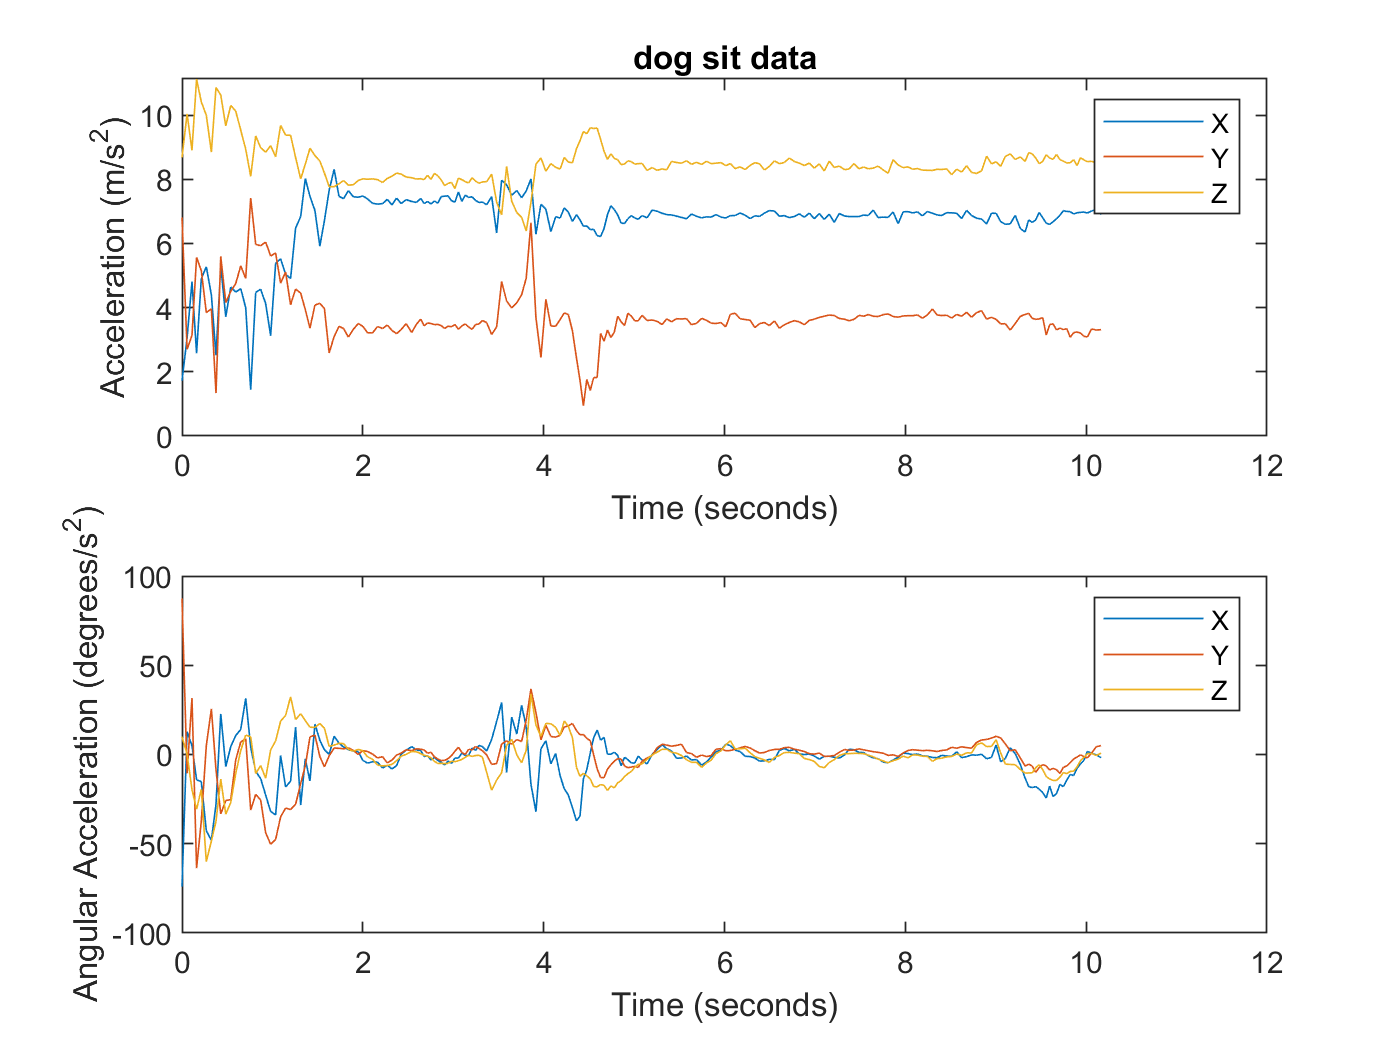 dog sit data
Acceleration (m/s²)
10
8
6
4
2
0
0 2 4 6 8 10 12
Time (seconds)
X
Y
Z
Angular Acceleration (degrees/s²)
100
50
0
-50
-100
0 2 4 6 8 10 12
Time (seconds)
X
Y
Z